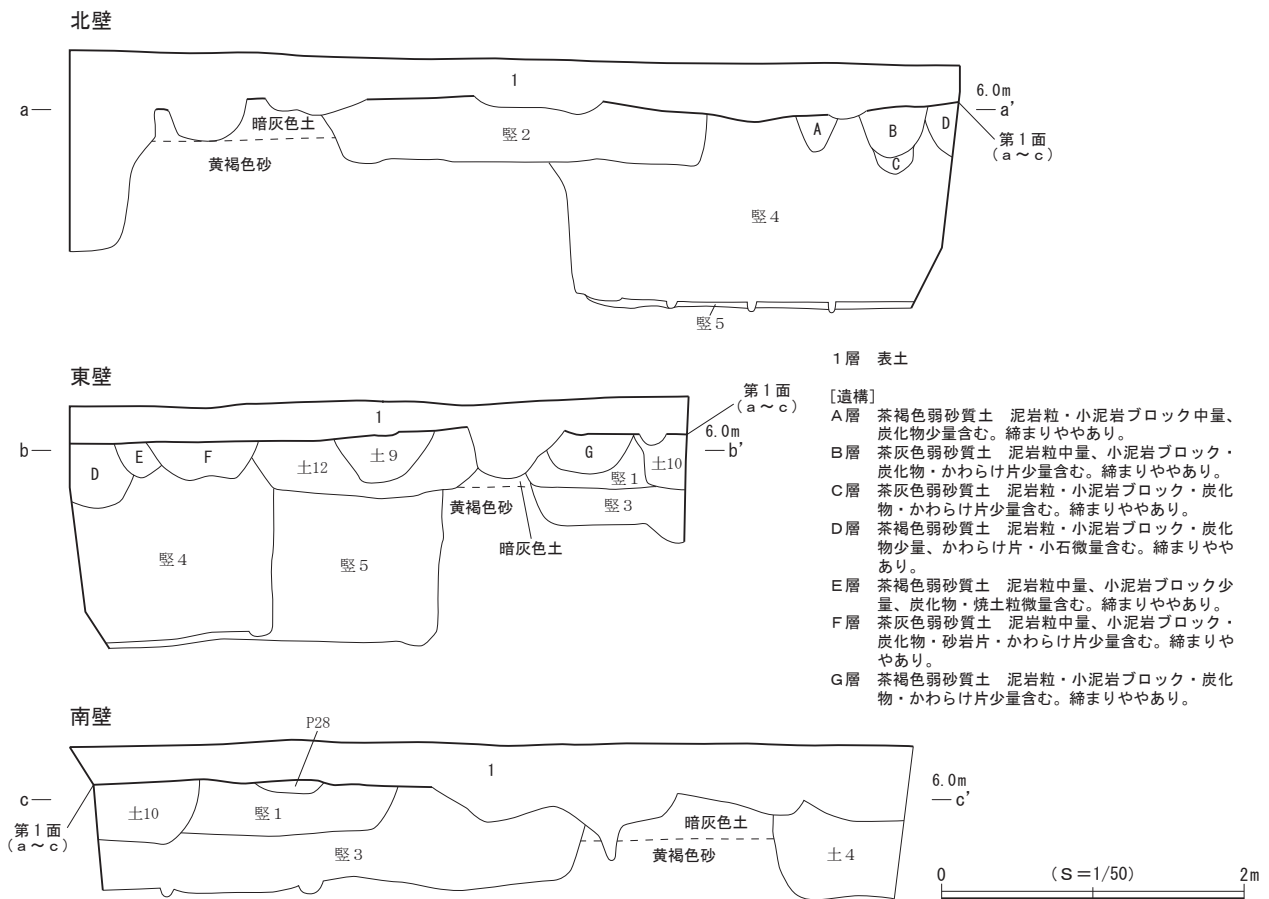 北壁
1
6.0m
a
a'
暗灰色土
竪2
A
B
D
第1面
(a～c)
黄褐色砂
C
竪4
竪5
東壁
第1面
(a～c)
1
6.0m
b
b'
D
E
F
土12
土9
G
土10
竪1
黄褐色砂
竪3
暗灰色土
竪4
竪5
1層 表土
[遺構]
A層 茶褐色弱砂質土 泥岩粒・小泥岩ブロック中量、
炭化物少量含む。締まりややあり。
B層 茶灰色弱砂質土 泥岩粒中量、小泥岩ブロック・
炭化物・かわらけ片少量含む。締まりややあり。
C層 茶灰色弱砂質土 泥岩粒・小泥岩ブロック・炭化
物・かわらけ片少量含む。締まりややあり。
D層 茶褐色弱砂質土 泥岩粒・小泥岩ブロック・炭化
物少量、かわらけ片・小石微量含む。締まりやや
あり。
E層 茶褐色弱砂質土 泥岩粒中量、小泥岩ブロック少
量、炭化物・焼土粒微量含む。締まりややあり。
F層 茶灰色弱砂質土 泥岩粒中量、小泥岩ブロック・
炭化物・砂岩片・かわらけ片少量含む。締まりや
やあり。
G層 茶褐色弱砂質土 泥岩粒・小泥岩ブロック・炭化
物・かわらけ片少量含む。締まりややあり。
南壁
P28
1
6.0m
c
c'
土10
竪1
第1面
(a～c)
暗灰色土
竪3
黄褐色砂
土4
0 (S=1/50) 2m